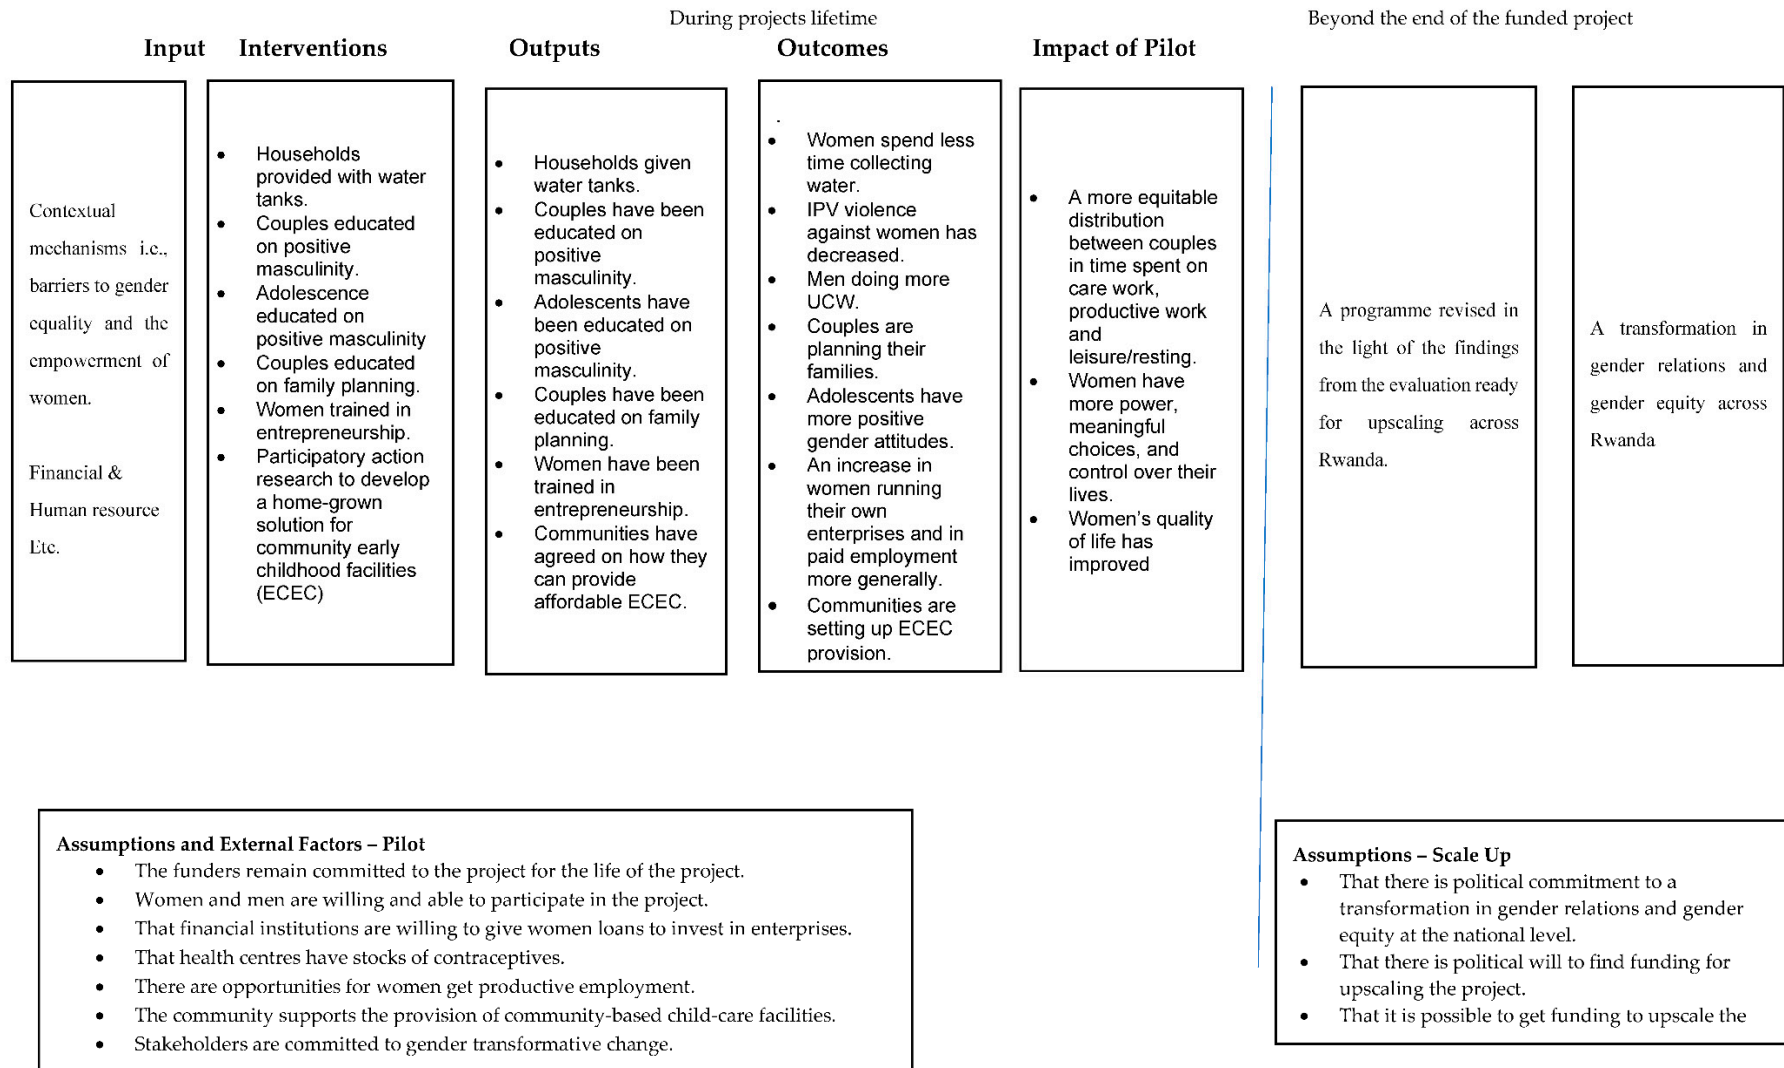 During projects lifetime
Beyond the end of the funded project
Input
Interventions
Outputs
Outcomes
Impact of Pilot
Contextual
mechanisms i.e.,
barriers to gender
equality and the
empowerment of
women.
Financial &
Human resource
Etc.
• Households
provided with water
tanks.
• Couples educated
on positive
masculinity.
• Adolescence
educated on
positive masculinity
• Couples educated
on family planning.
• Women trained in
entrepreneurship.
• Participatory action
research to develop
a home-grown
solution for
community early
childhood facilities
(ECEC)
• Households given
water tanks.
• Couples have been
educated on
positive
masculinity.
• Adolescents have
been educated on
positive
masculinity.
• Couples have been
educated on family
planning.
• Women have been
trained in
entrepreneurship.
• Communities have
agreed on how they
can provide
affordable ECEC.
.
• Women spend less
time collecting
water.
• IPV violence
against women has
decreased.
• Men doing more
UCW.
• Couples are
planning their
families.
• Adolescents have
more positive
gender attitudes.
• An increase in
women running
their own
enterprises and in
paid employment
more generally.
• Communities are
setting up ECEC
provision.
• A more equitable
distribution
between couples
in time spent on
care work,
productive work
and
leisure/resting.
• Women have
more power,
meaningful
choices, and
control over their
lives.
• Women's quality
of life has
improved
A programme revised in
the light of the findings
from the evaluation ready
for upscaling across
Rwanda.
A transformation in
gender relations and
gender equity across
Rwanda
Assumptions and External Factors – Pilot
• The funders remain committed to the project for the life of the project.
• Women and men are willing and able to participate in the project.
• That financial institutions are willing to give women loans to invest in enterprises.
• That health centres have stocks of contraceptives.
• There are opportunities for women get productive employment.
• The community supports the provision of community-based child-care facilities.
• Stakeholders are committed to gender transformative change.
Assumptions – Scale Up
• That there is political commitment to a
transformation in gender relations and gender
equity at the national level.
• That there is political will to find funding for
upscaling the project.
• That it is possible to get funding to upscale the